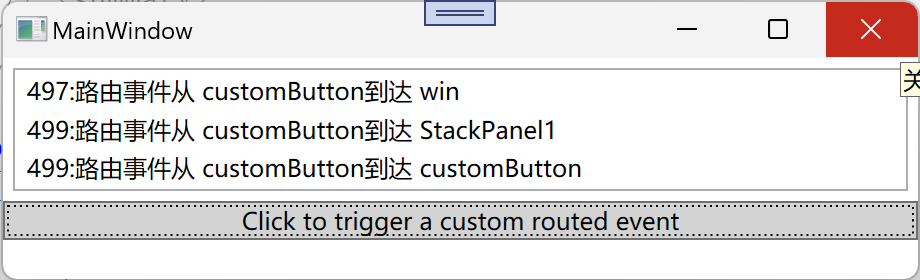 MainWindow
关
497:路由事件从 customButton到达 win
499:路由事件从 customButton到达 StackPanel1
499:路由事件从 customButton到达 customButton
Click to trigger a custom routed event